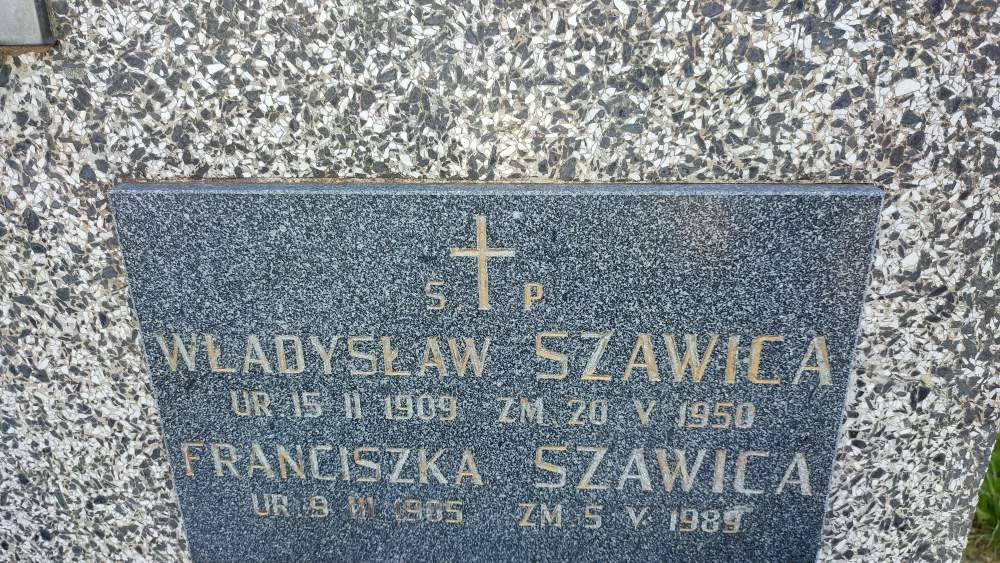 S. P
WŁADYSŁAW SZAWICA
UR 15 II 1909 ZM 20 V 1950
FRANCISZKA SZAWICA
UR 9 III 1905 ZM. 5 V 1989